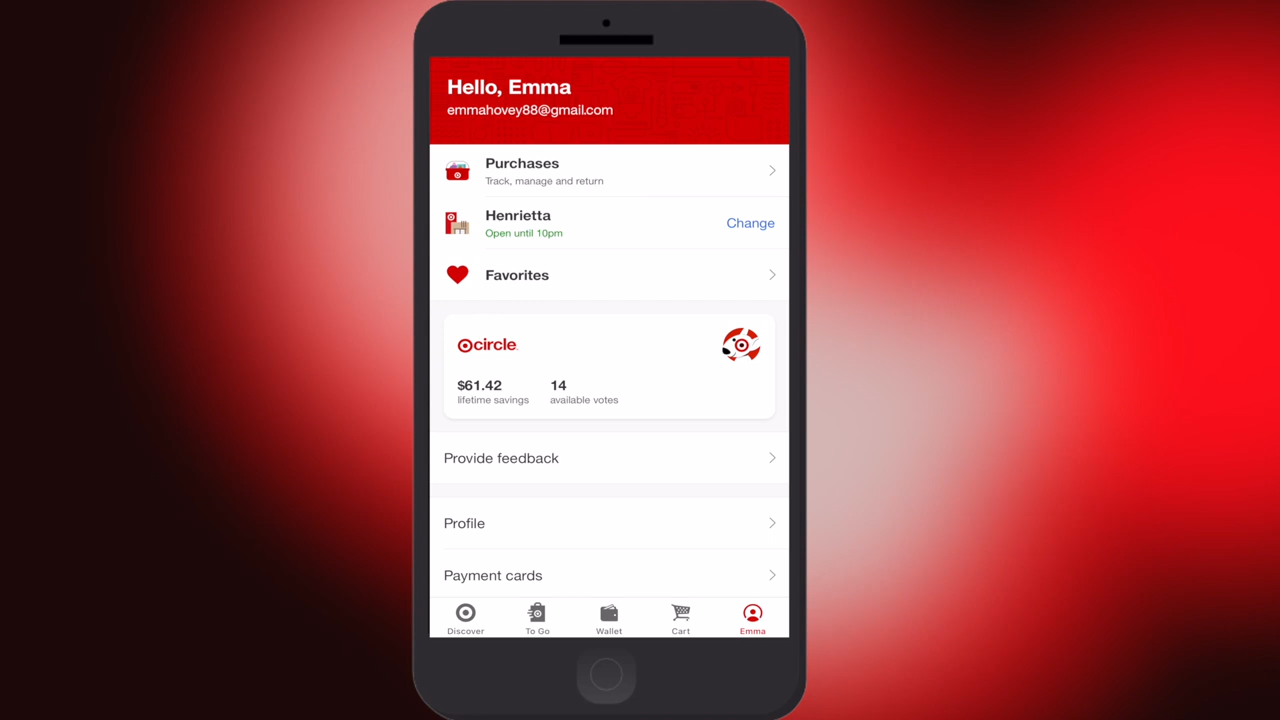 Hello, Emma
emmahovey88@gmail.com
Purchases
Track, manage and return
Henrietta
Open until 10pm
Change
Favorites
circle
$61.42
lifetime savings
14
available votes
Provide feedback
Profile
Payment cards
Discover
To Go
Wallet
Cart
Emma